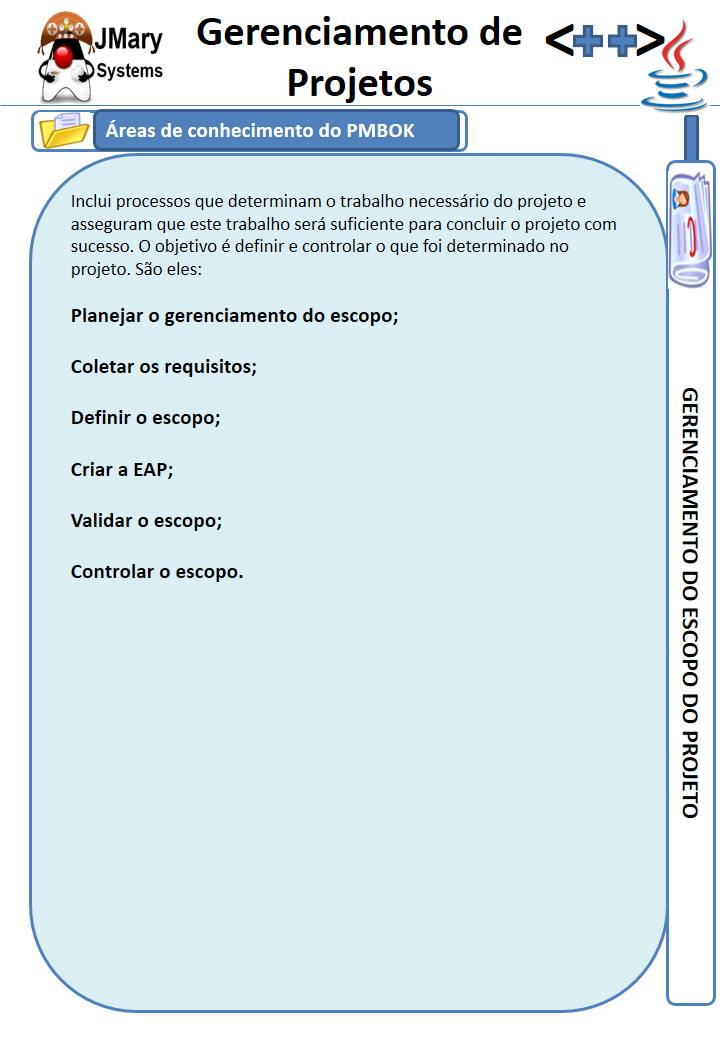 JMary
Systems
Gerenciamento de
Projetos
<++>
Áreas de conhecimento do PMBOK
Inclui processos que determinam o trabalho necessário do projeto e
asseguram que este trabalho será suficiente para concluir o projeto com
sucesso. O objetivo é definir e controlar o que foi determinado no
projeto. São eles:
Planejar o gerenciamento do escopo;
Coletar os requisitos;
Definir o escopo;
Criar a EAP;
Validar o escopo;
Controlar o escopo.
GERENCIAMENTO DO ESCOPO DO PROJETO